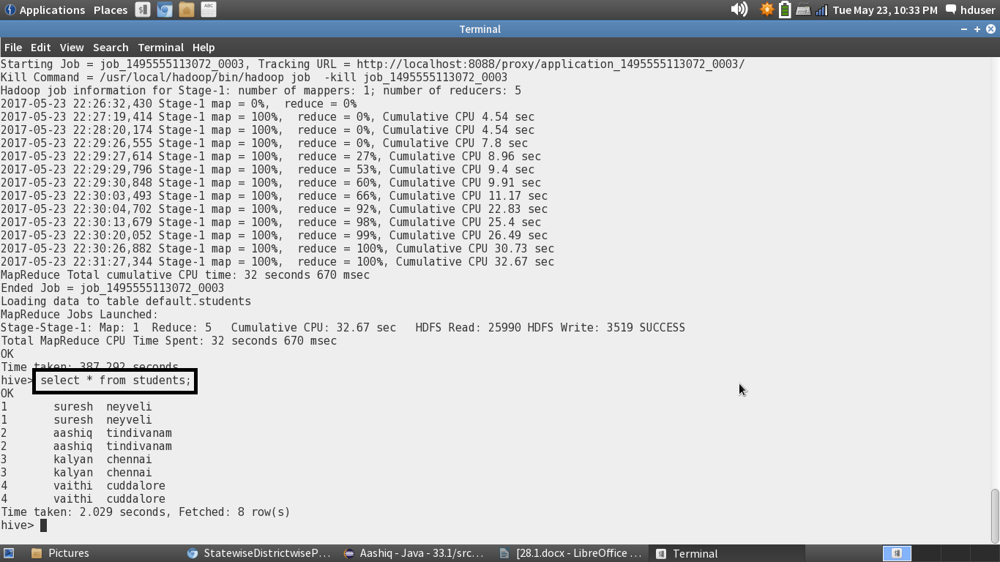 Applications Places ABC Tue May 23, 10:33 PM hduser
Terminal
File Edit View Search Terminal Help
Starting Job = job_1495555113072_0003, Tracking URL = http://localhost:8088/proxy/application_1495555113072_0003/
Kill Command = /usr/local/hadoop/bin/hadoop job  -kill job_1495555113072_0003
Hadoop job information for Stage-1: number of mappers: 1; number of reducers: 5
2017-05-23 22:26:32,430 Stage-1 map = 0%,  reduce = 0%
2017-05-23 22:27:19,414 Stage-1 map = 100%,  reduce = 0%, Cumulative CPU 4.54 sec
2017-05-23 22:28:20,174 Stage-1 map = 100%,  reduce = 0%, Cumulative CPU 4.54 sec
2017-05-23 22:29:26,555 Stage-1 map = 100%,  reduce = 0%, Cumulative CPU 7.8 sec
2017-05-23 22:29:27,614 Stage-1 map = 100%,  reduce = 27%, Cumulative CPU 8.96 sec
2017-05-23 22:29:29,796 Stage-1 map = 100%,  reduce = 53%, Cumulative CPU 9.4 sec
2017-05-23 22:29:30,848 Stage-1 map = 100%,  reduce = 60%, Cumulative CPU 9.91 sec
2017-05-23 22:30:03,493 Stage-1 map = 100%,  reduce = 66%, Cumulative CPU 11.17 sec
2017-05-23 22:30:04,702 Stage-1 map = 100%,  reduce = 92%, Cumulative CPU 22.83 sec
2017-05-23 22:30:13,679 Stage-1 map = 100%,  reduce = 98%, Cumulative CPU 25.4 sec
2017-05-23 22:30:20,052 Stage-1 map = 100%,  reduce = 99%, Cumulative CPU 26.49 sec
2017-05-23 22:30:26,882 Stage-1 map = 100%,  reduce = 100%, Cumulative CPU 30.73 sec
2017-05-23 22:31:27,344 Stage-1 map = 100%,  reduce = 100%, Cumulative CPU 32.67 sec
MapReduce Total cumulative CPU time: 32 seconds 670 msec
Ended Job = job_1495555113072_0003
Loading data to table default.students
MapReduce Jobs Launched:
Stage-Stage-1: Map: 1  Reduce: 5   Cumulative CPU: 32.67 sec   HDFS Read: 25990 HDFS Write: 3519 SUCCESS
Total MapReduce CPU Time Spent: 32 seconds 670 msec
OK
Time taken: 387.292 seconds
hive> select * from students;
OK
1       suresh  neyveli
1       suresh  neyveli
2       aashiq  tindivanam
2       aashiq  tindivanam
3       kalyan  chennai
3       kalyan  chennai
4       vaithi  cuddalore
4       vaithi  cuddalore
Time taken: 2.029 seconds, Fetched: 8 row(s)
hive>
Pictures StatewiseDistrictwiseP... Aashiq - Java - 33.1/src... [28.1.docx - LibreOffice ... Terminal